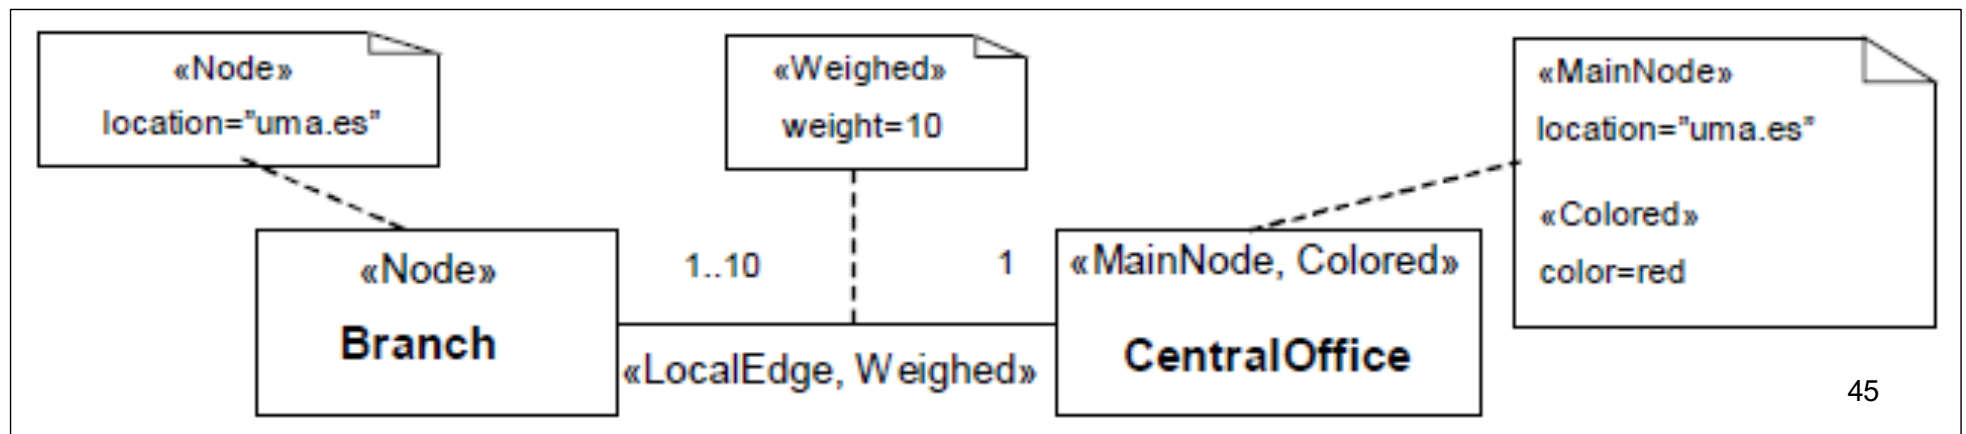 «Node»
location="uma.es"
«Weighed»
weight=10
«MainNode»
location="uma.es"
«Colored»
color=red
«Node»
Branch
1..10
1
«LocalEdge, Weighed»
«MainNode, Colored»
CentralOffice
45